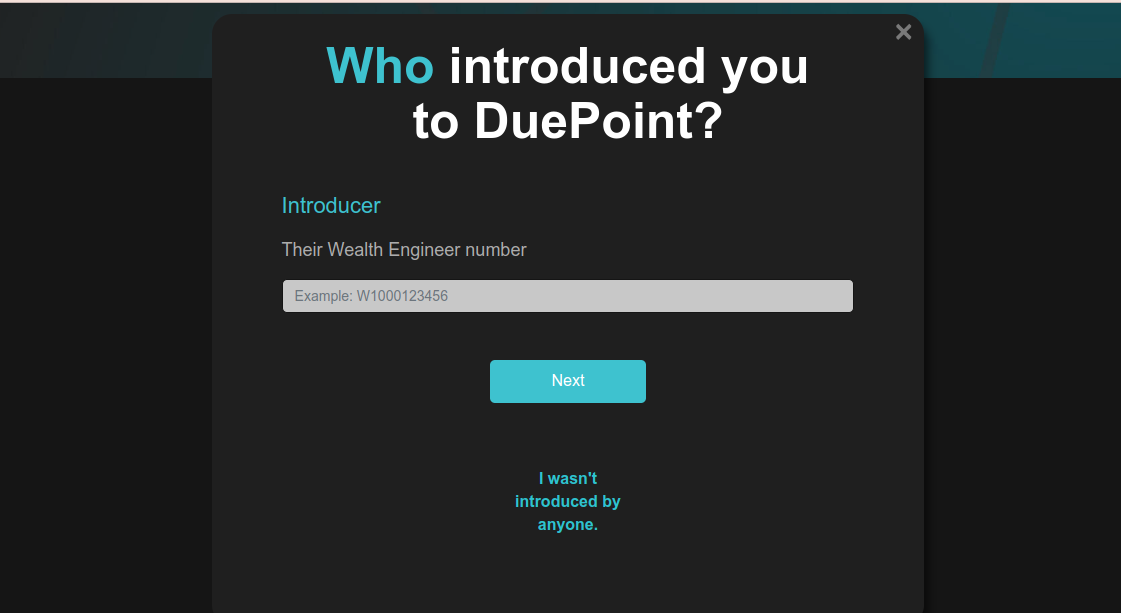 Who introduced you
to DuePoint?
Introducer
Their Wealth Engineer number
Example: W1000123456
Next
I wasn't
introduced by
anyone.